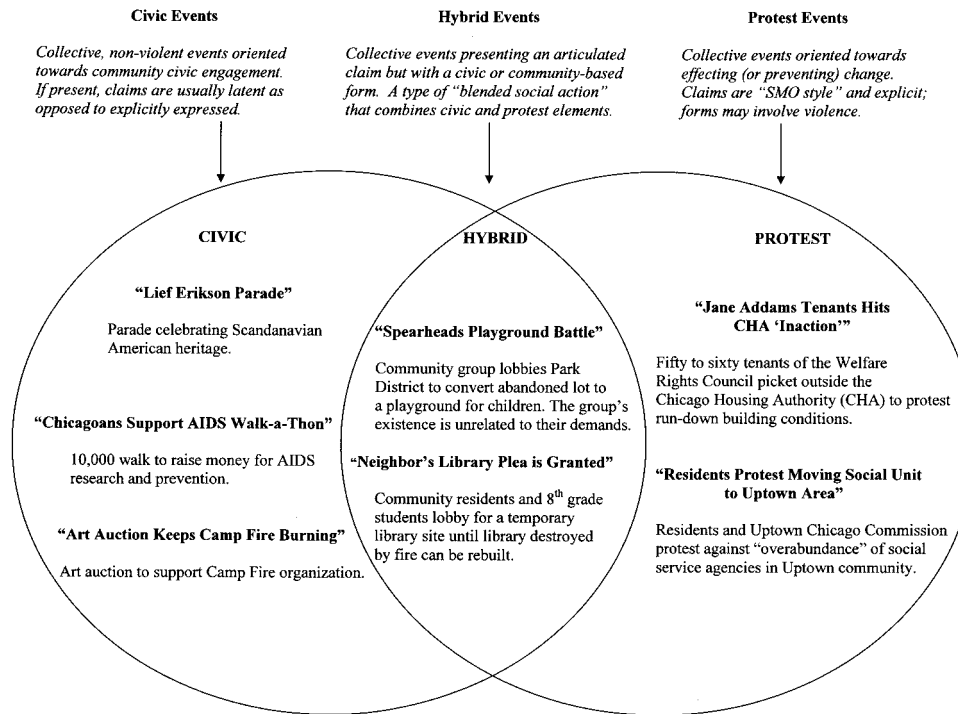 Civic Events
Collective, non-violent events oriented
towards community civic engagement.
If present, claims are usually latent as
opposed to explicitly expressed.
Hybrid Events
Collective events presenting an articulated
claim but with a civic or community-based
form. A type of "blended social action"
that combines civic and protest elements.
Protest Events
Collective events oriented towards
effecting (or preventing) change.
Claims are "SMO style" and explicit;
forms may involve violence.
CIVIC
"Lief Erikson Parade"
Parade celebrating Scandanavian
American heritage.
"Chicagoans Support AIDS Walk-a-Thon"
10,000 walk to raise money for AIDS
research and prevention.
"Art Auction Keeps Camp Fire Burning"
Art auction to support Camp Fire organization.
HYBRID
"Spearheads Playground Battle"
Community group lobbies Park
District to convert abandoned lot to
a playground for children. The group's
existence is unrelated to their demands.
"Neighbor's Library Plea is Granted"
Community residents and 8th grade
students lobby for a temporary
library site until library destroyed
by fire can be rebuilt.
PROTEST
"Jane Addams Tenants Hits
CHA 'Inaction'"
Fifty to sixty tenants of the Welfare
Rights Council picket outside the
Chicago Housing Authority (CHA) to protest
run-down building conditions.
"Residents Protest Moving Social Unit
to Uptown Area"
Residents and Uptown Chicago Commission
protest against "overabundance" of social
service agencies in Uptown community.